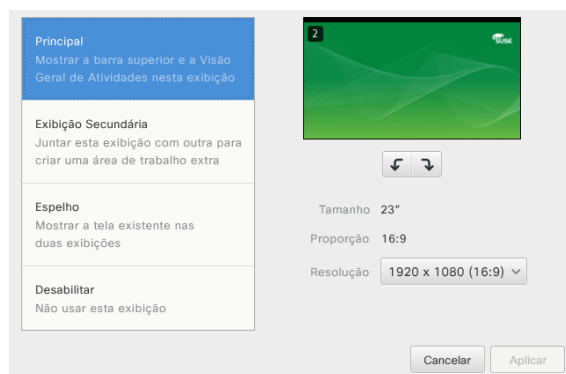 Principal
Mostrar a barra superior e a Visão
Geral de Atividades nesta exibição
Exibição Secundária
Juntar esta exibição com outra para
criar uma área de trabalho extra
Espelho
Mostrar a tela existente nas
duas exibições
Desabilitar
Não usar esta exibição
2
SUSE
Tamanho 23"
Proporção 16:9
Resolução 1920 x 1080 (16:9)
Cancelar Aplicar